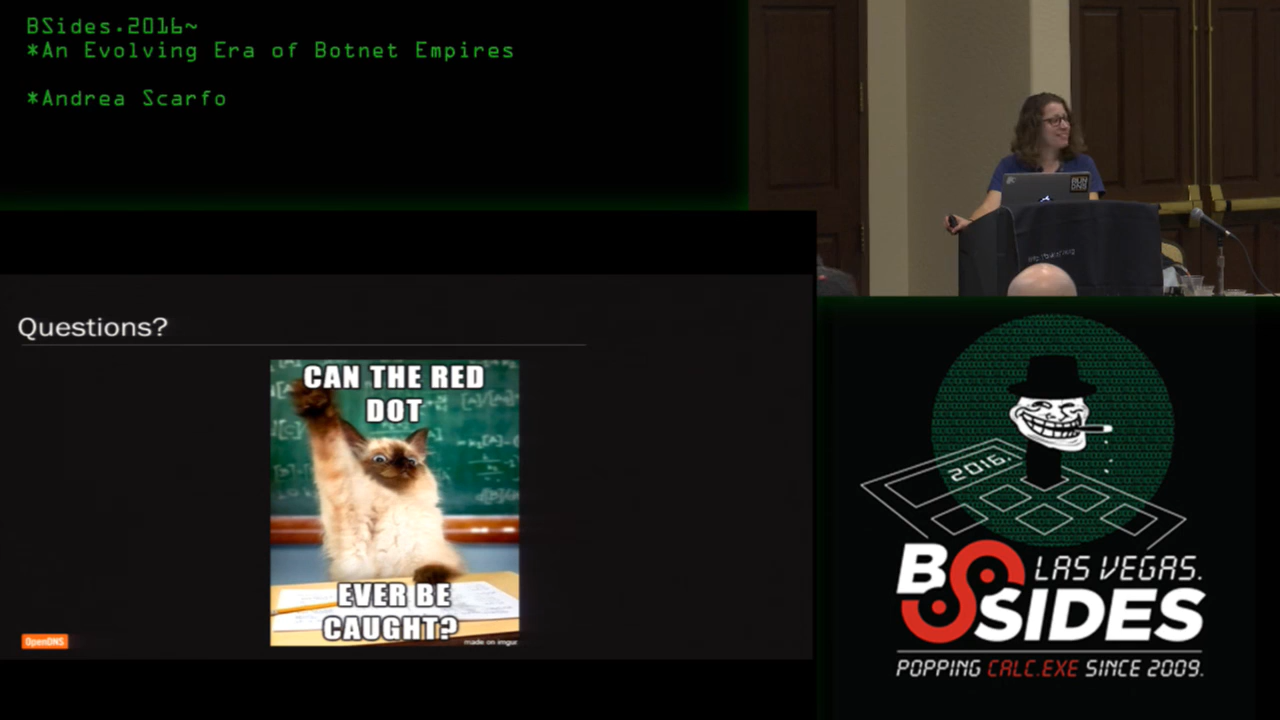 BSides.2016~
*An Evolving Era of Botnet Empires
*Andrea Scarfo
Questions?
CAN THE RED
DOT
EVER BE
CAUGHT?
made on imgur
OpenDNS
2016.
BSIDES LAS VEGAS.
POPPING CALC.EXE SINCE 2009.